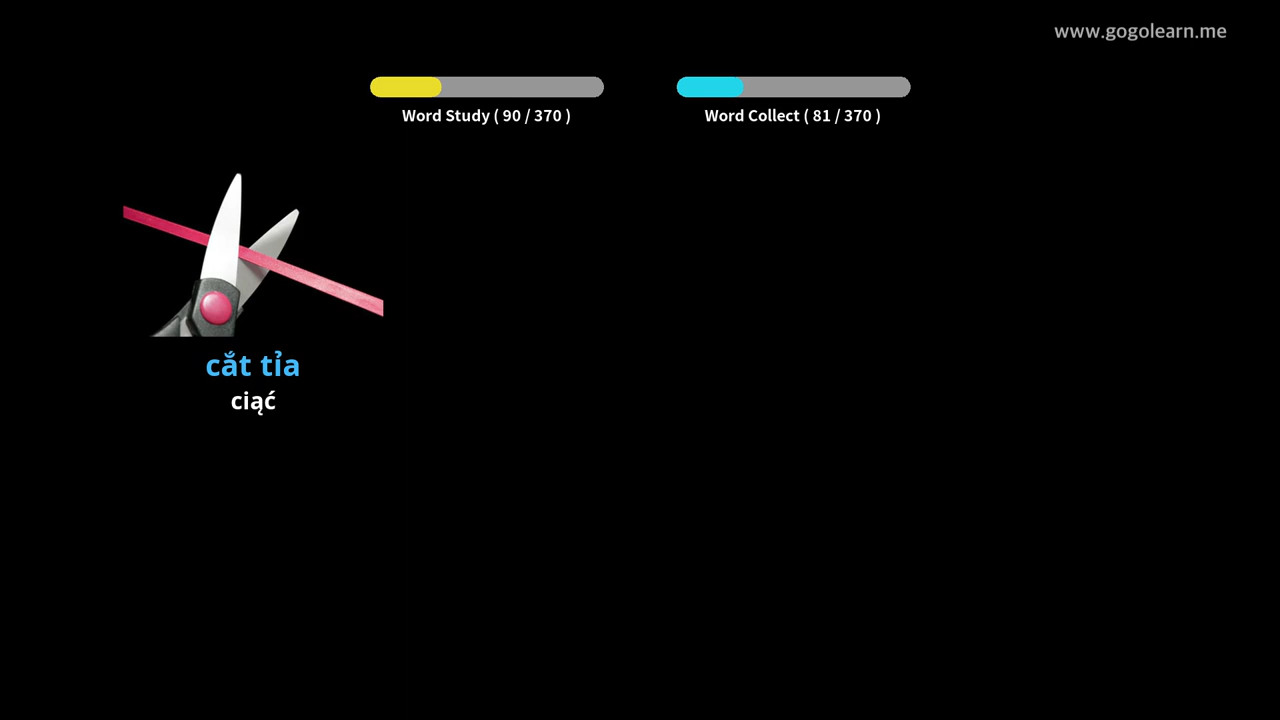 www.gogolearn.me
Word Study ( 90 / 370 )
Word Collect ( 81 / 370 )
cắt tỉa
ciąć